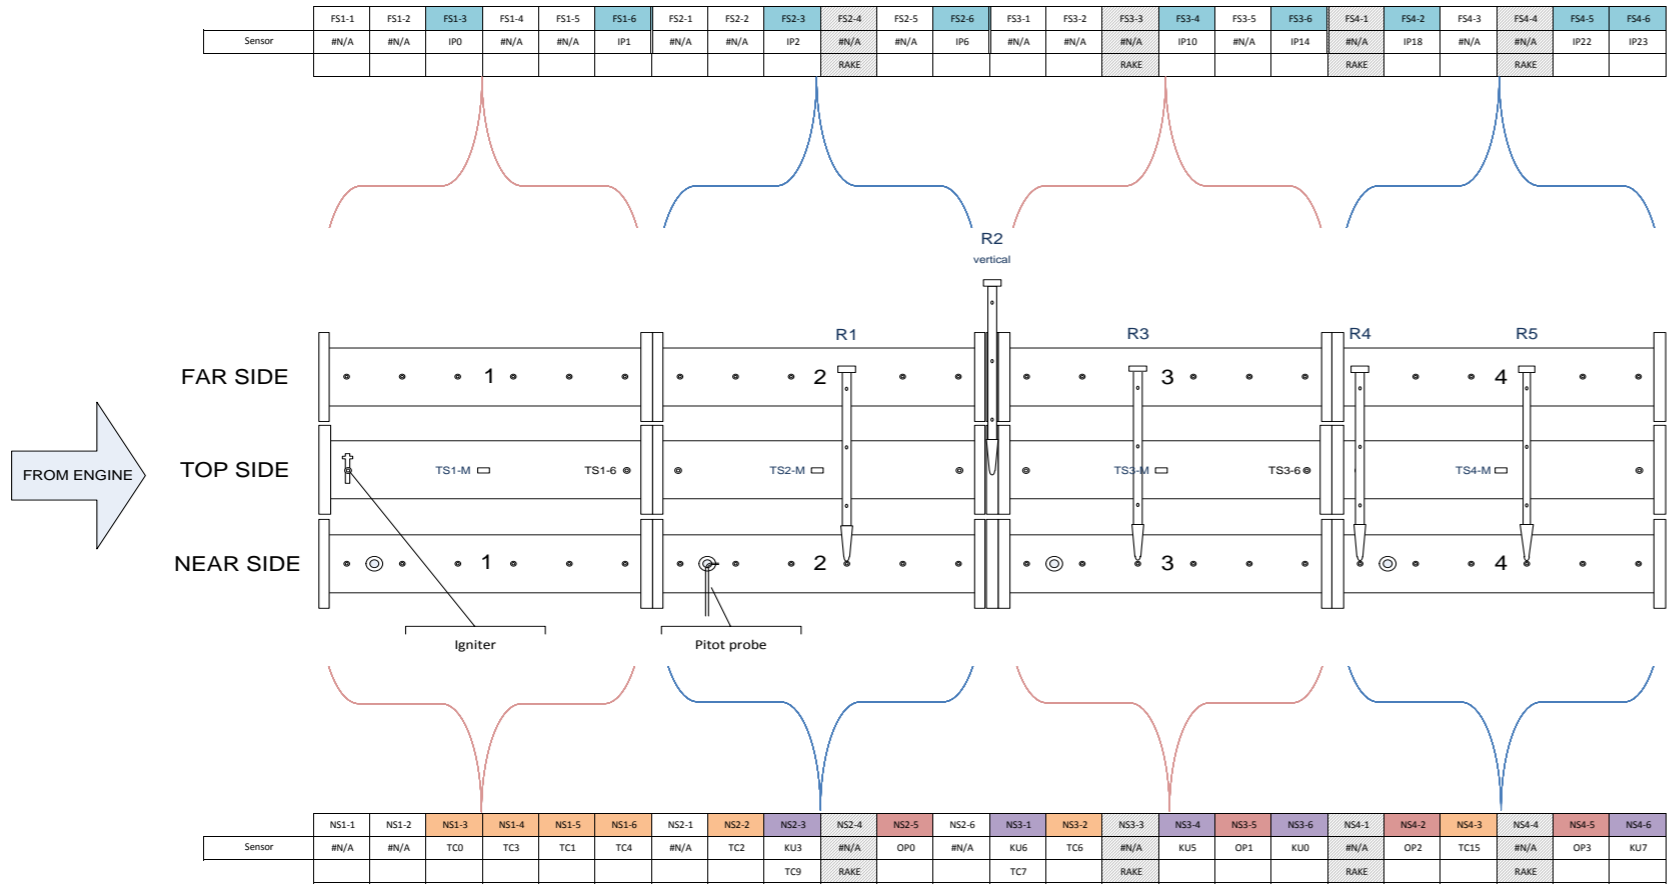 FS1-1 FS1-2 FS1-3 FS1-4 FS1-5 FS1-6 FS2-1 FS2-2 FS2-3 FS2-4 FS2-5 FS2-6 FS3-1 FS3-2 FS3-3 FS3-4 FS3-5 FS3-6 FS4-1 FS4-2 FS4-3 FS4-4 FS4-5 FS4-6
Sensor #N/A #N/A IP0 #N/A #N/A IP1 #N/A #N/A IP2 #N/A #N/A IP6 #N/A #N/A #N/A IP10 #N/A IP14 #N/A IP18 #N/A #N/A IP22 IP23
RAKE RAKE RAKE RAKE
R2
vertical
R1 R3 R4 R5
FAR SIDE 1 2 3 4
FROM ENGINE
TOP SIDE TS1-M TS1-6 TS2-M TS3-M TS3-6 TS4-M
NEAR SIDE 1 2 3 4
Igniter Pitot probe
NS1-1 NS1-2 NS1-3 NS1-4 NS1-5 NS1-6 NS2-1 NS2-2 NS2-3 NS2-4 NS2-5 NS2-6 NS3-1 NS3-2 NS3-3 NS3-4 NS3-5 NS3-6 NS4-1 NS4-2 NS4-3 NS4-4 NS4-5 NS4-6
Sensor #N/A #N/A TC0 TC3 TC1 TC4 #N/A TC2 KU3 #N/A OP0 #N/A KU6 TC6 #N/A KU5 OP1 KU0 #N/A OP2 TC15 #N/A OP3 KU7
TC9 RAKE TC7 RAKE RAKE RAKE